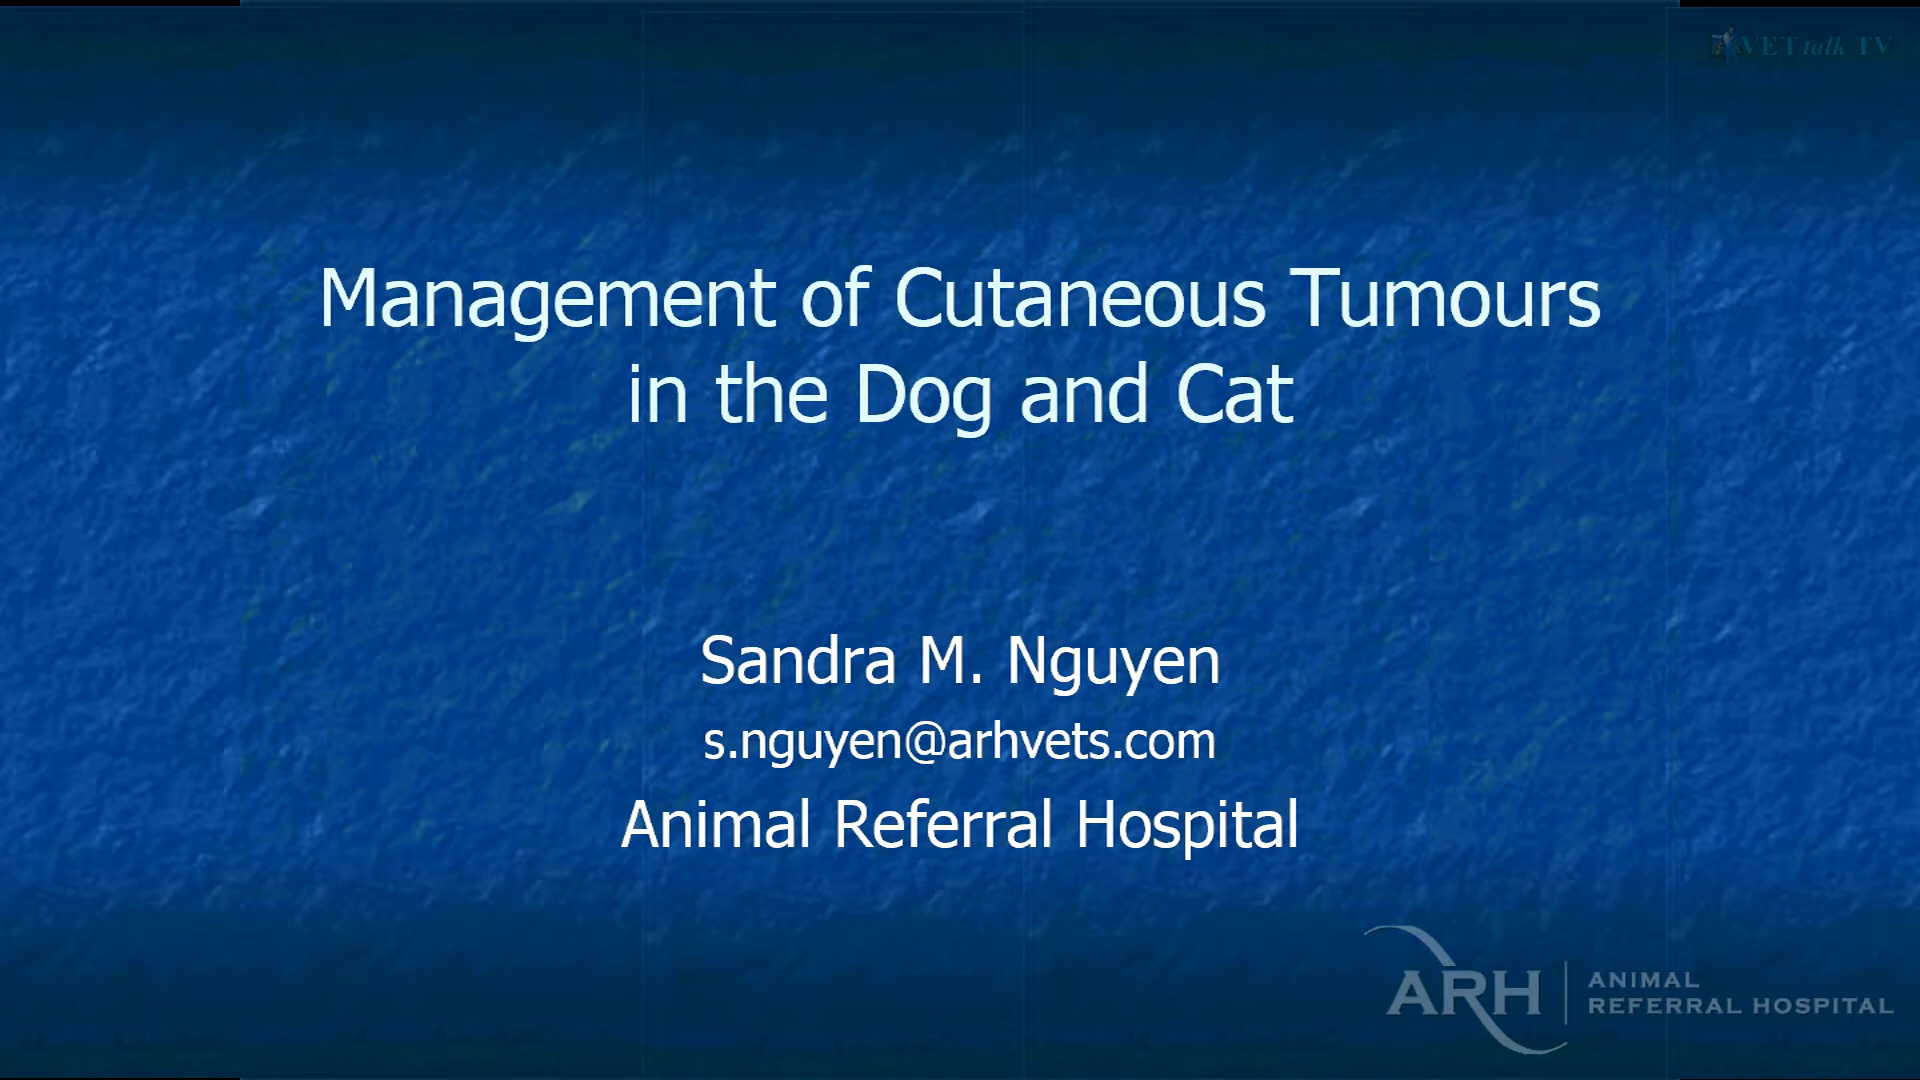 VET talk TV
Management of Cutaneous Tumours
in the Dog and Cat
Sandra M. Nguyen
s.nguyen@arhvets.com
Animal Referral Hospital
ARH
ANIMAL
REFERRAL HOSPITAL